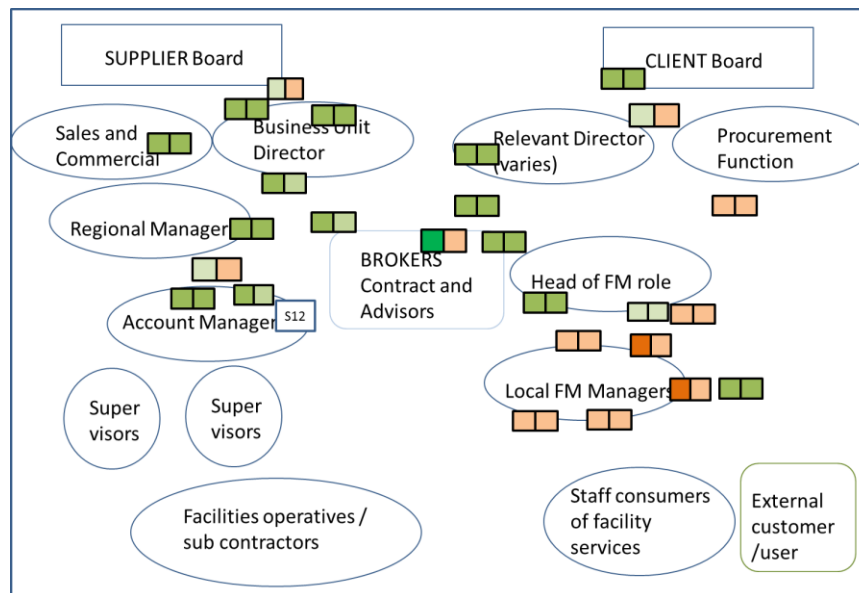 SUPPLIER Board
CLIENT Board
Sales and
Commercial
Business Unit
Director
Relevant Director
(varies)
Procurement
Function
Regional Manager
BROKERS
Contract and
Advisors
Head of FM role
Account Manager
S12
Local FM Managers
Super
visors
Super
visors
Facilities operatives /
sub contractors
Staff consumers
of facility
services
External
customer
/user